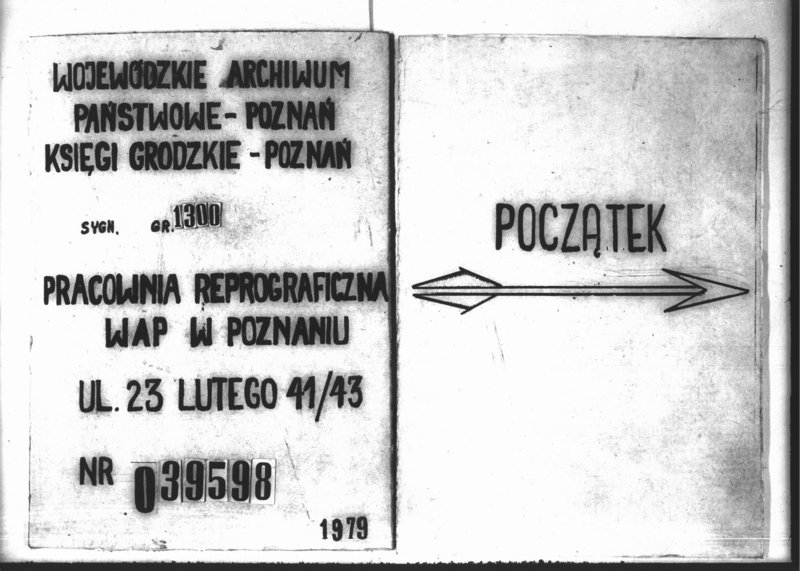 WOJEWÓDZKIE ARCHIWUM
PAŃSTWOWE - POZNAŃ
KSIĘGI GRODZKIE - POZNAŃ
SYGN. GR. 1300
PRACOWNIA REPROGRAFICZNA
WAP W POZNANIU
UL. 23 LUTEGO 41/43
NR 039598
1979
POCZĄTEK